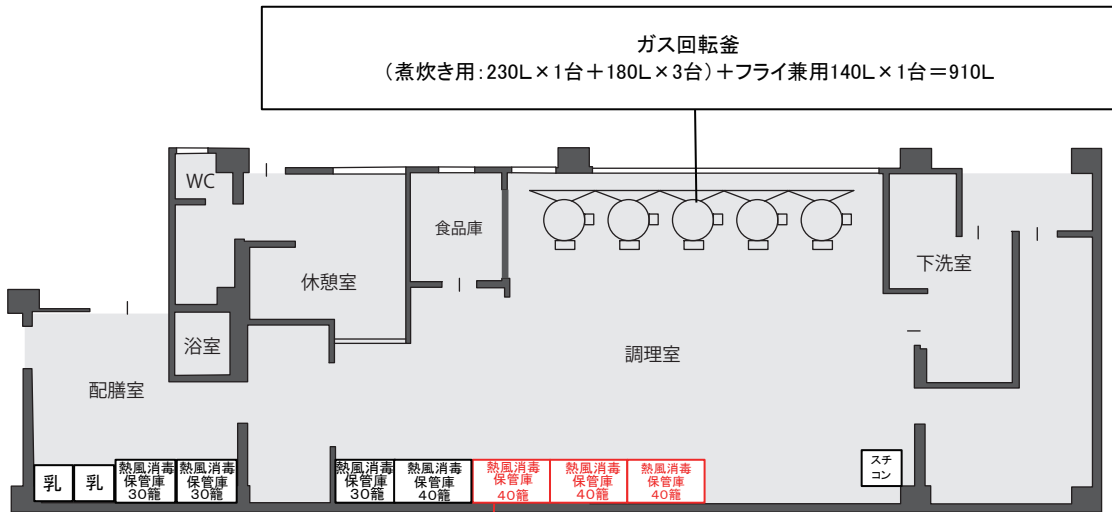 ガス回転釜
(煮炊き用:230L×1台+180L×3台)+フライ兼用140L×1台=910L
WC
食品庫
休憩室
下洗室
浴室
調理室
配膳室
乳
乳
熱風消毒
保管庫
30籠
熱風消毒
保管庫
30籠
熱風消毒
保管庫
30籠
熱風消毒
保管庫
40籠
熱風消毒
保管庫
40籠
熱風消毒
保管庫
40籠
熱風消毒
保管庫
40籠
スチ
コン